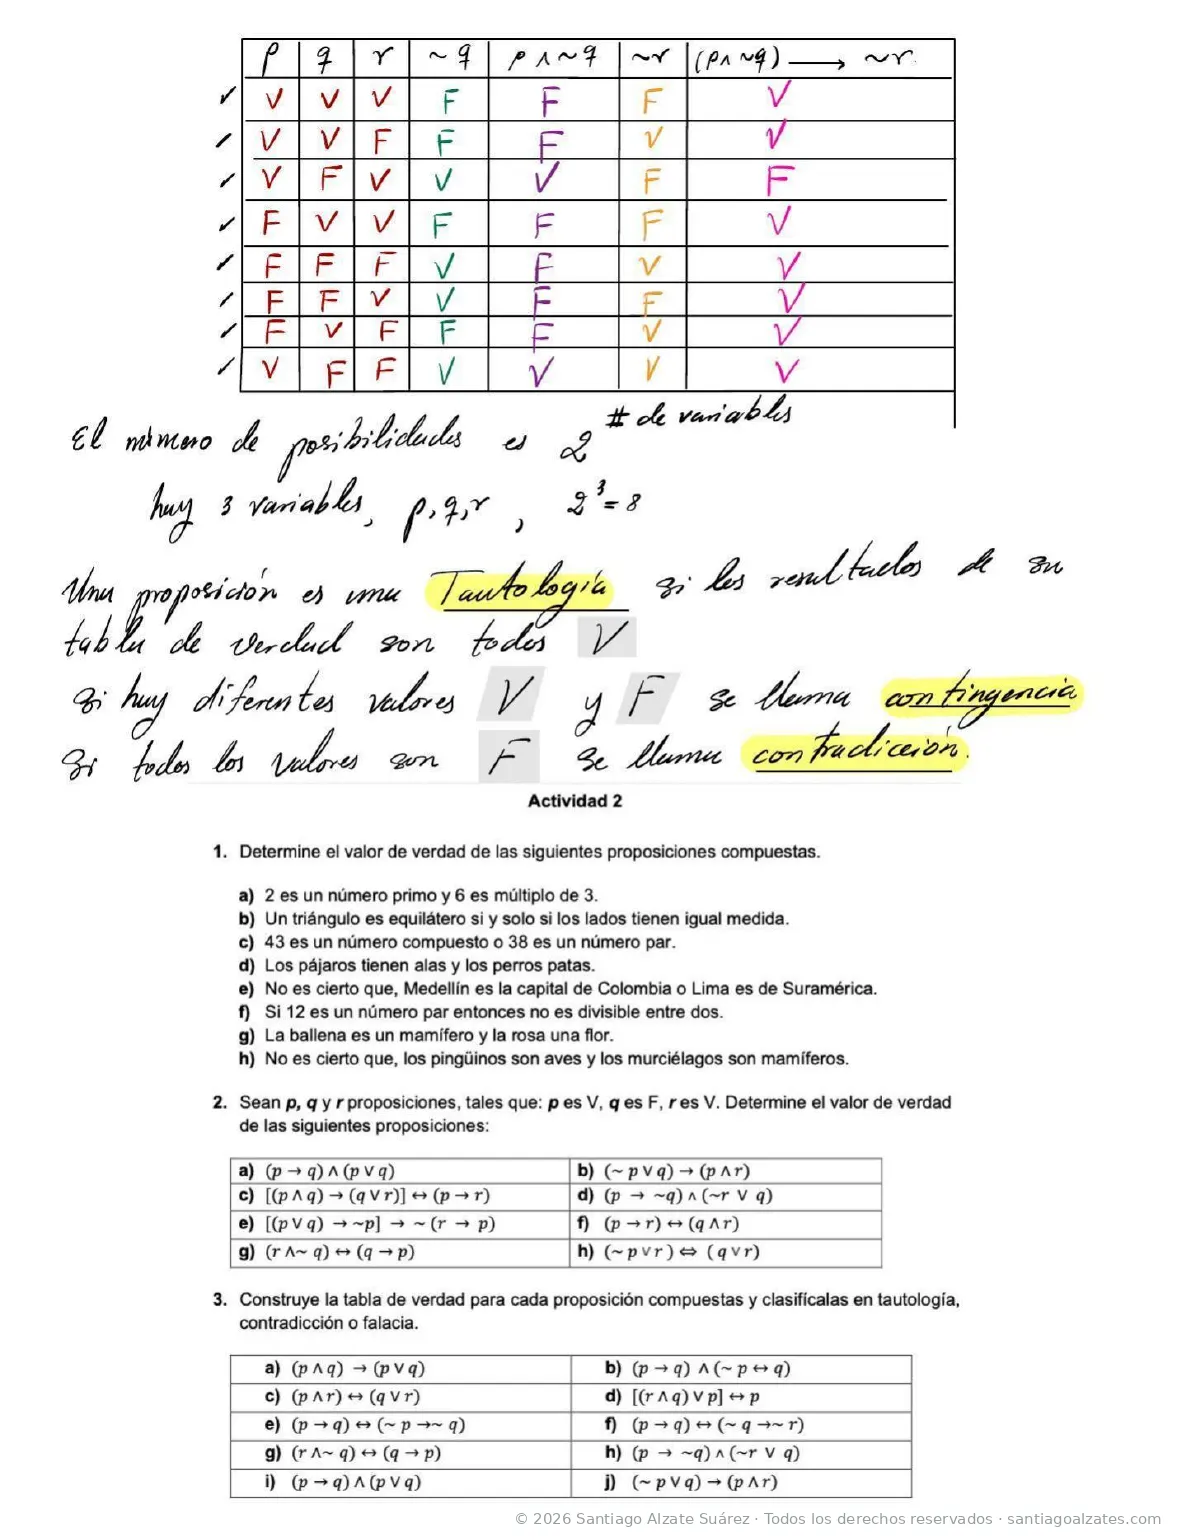 p q r ~q p ∧ ~q ~r (p ∧ ~q) ⟶ ~r.
✓ V V V F F F V
✓ V V F F F V V
✓ V F V V V F F
✓ F V V F F F V
✓ F F F V F V V
✓ F F V V F F V
✓ F V F F F V V
✓ V F F V V V V
El número de posibilidades es 2^# de variables
hay 3 variables, p, q, r , 2^3 = 8
Una proposición es una Tautología si los resultados de su
tabla de verdad son todos V
si hay diferentes valores V y F se llama contingencia
si todos los valores son F se llama contradicción.
Actividad 2
1. Determine el valor de verdad de las siguientes proposiciones compuestas.
a) 2 es un número primo y 6 es múltiplo de 3.
b) Un triángulo es equilátero si y solo si los lados tienen igual medida.
c) 43 es un número compuesto o 38 es un número par.
d) Los pájaros tienen alas y los perros patas.
e) No es cierto que, Medellín es la capital de Colombia o Lima es de Suramérica.
f) Si 12 es un número par entonces no es divisible entre dos.
g) La ballena es un mamífero y la rosa una flor.
h) No es cierto que, los pingüinos son aves y los murciélagos son mamíferos.
2. Sean p, q y r proposiciones, tales que: p es V, q es F, r es V. Determine el valor de verdad
de las siguientes proposiciones:
a) (p → q) ∧ (p ∨ q) b) (~ p ∨ q) → (p ∧ r)
c) [(p ∧ q) → (q ∨ r)] ↔ (p → r) d) (p → ~q) ∧ (~r ∨ q)
e) [(p ∨ q) → ~p] → ~ (r → p) f) (p → r) ↔ (q ∧ r)
g) (r ∧~ q) ↔ (q → p) h) (~ p ∨ r ) ⇔ ( q ∨ r)
3. Construye la tabla de verdad para cada proposición compuestas y clasifícalas en tautología,
contradicción o falacia.
a) (p ∧ q) → (p ∨ q) b) (p → q) ∧ (~ p ↔ q)
c) (p ∧ r) ↔ (q ∨ r) d) [(r ∧ q) ∨ p] ↔ p
e) (p → q) ↔ (~ p →~ q) f) (p → q) ↔ (~ q →~ r)
g) (r ∧~ q) ↔ (q → p) h) (p → ~q) ∧ (~r ∨ q)
i) (p → q) ∧ (p ∨ q) j) (~ p ∨ q) → (p ∧ r)
© 2026 Santiago Alzate Suárez · Todos los derechos reservados · santiagoalzates.com